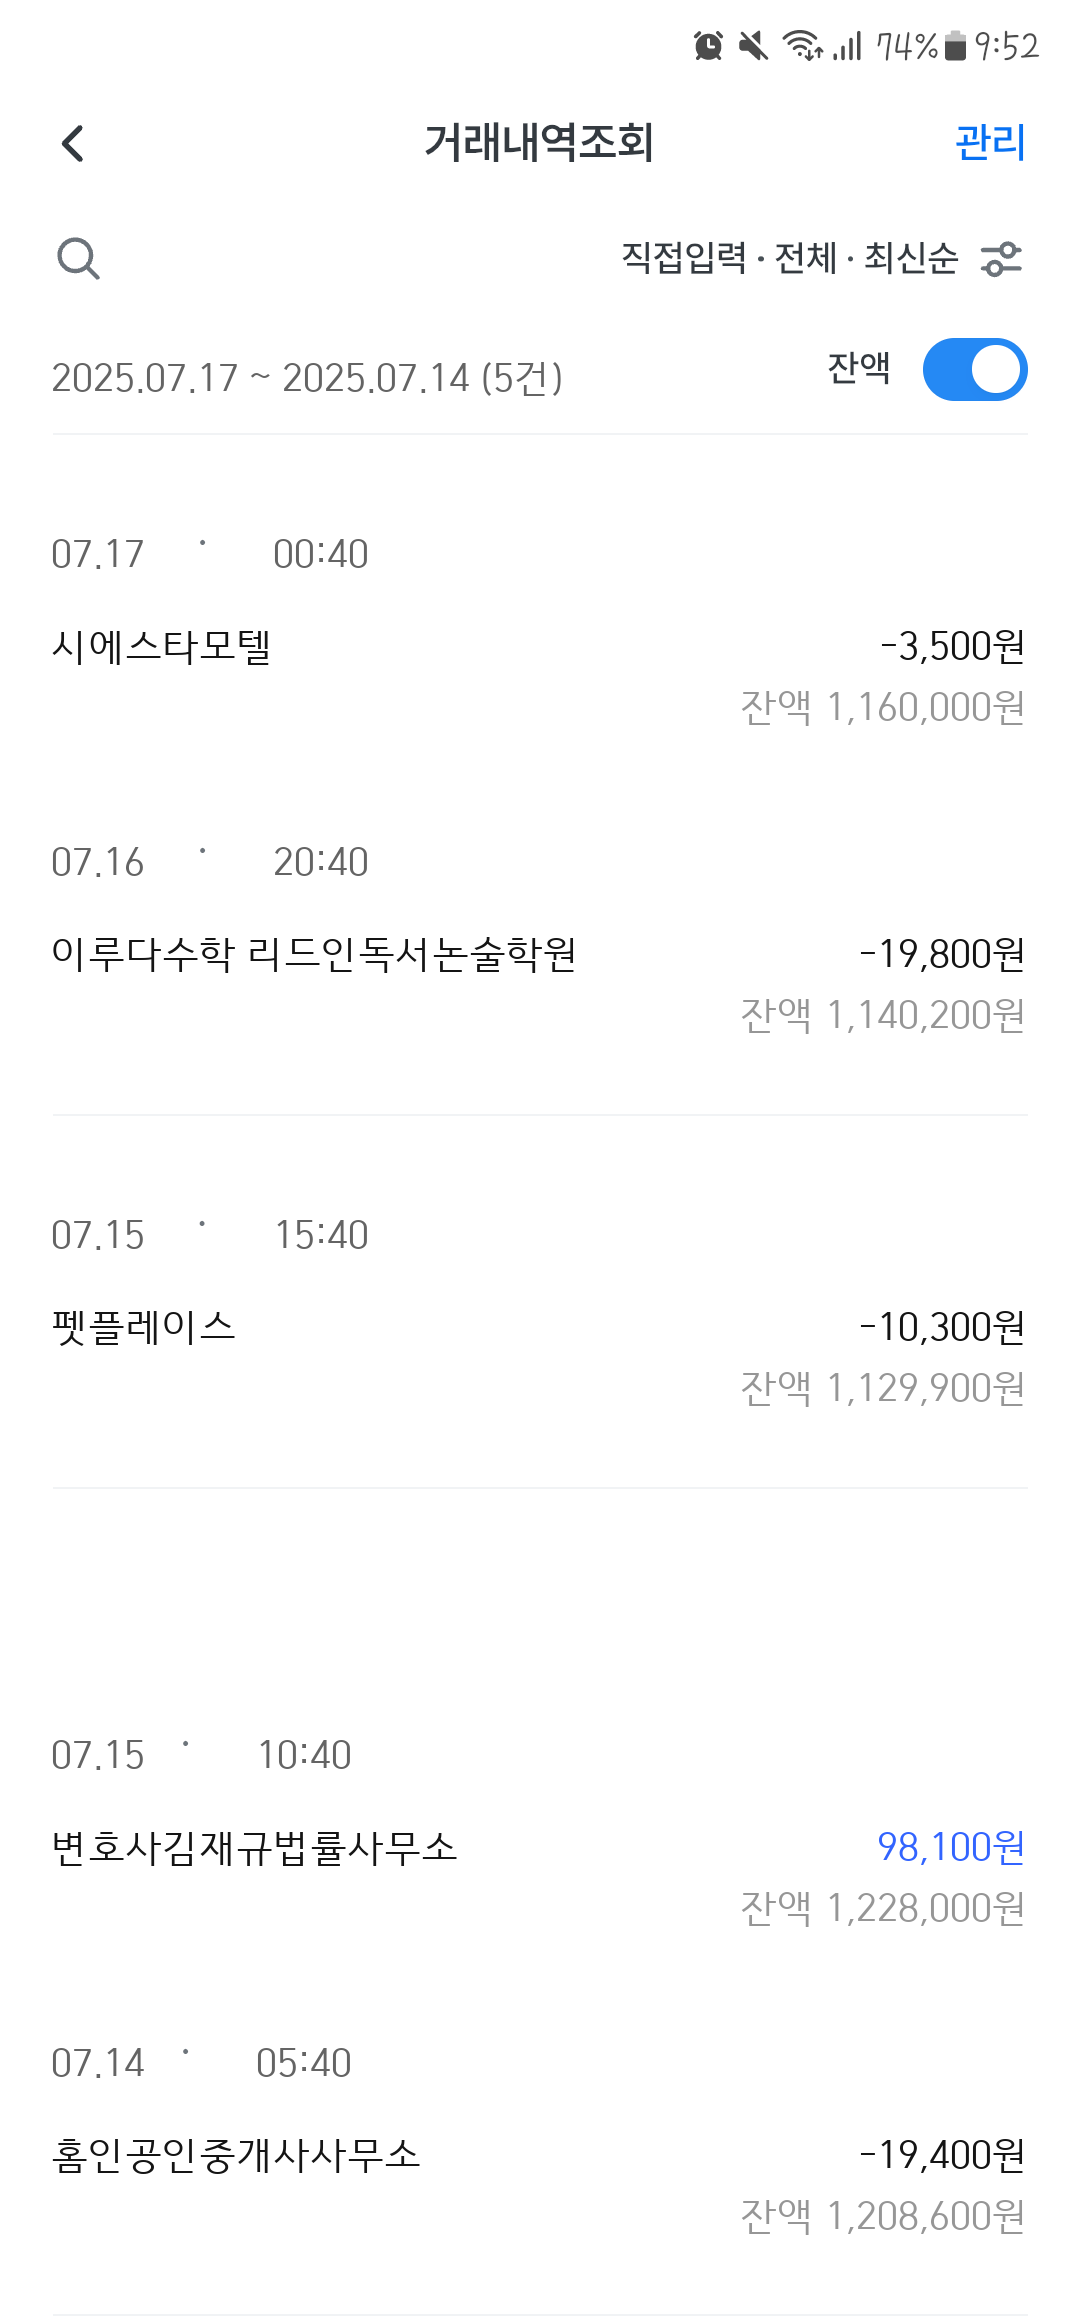 74% 9:52
거래내역조회 관리
직접입력 · 전체 · 최신순
2025.07.17 ~ 2025.07.14 (5건) 잔액
07.17 · 00:40
시에스타모텔 -3,500원
잔액 1,160,000원
07.16 · 20:40
이루다수학 리드인독서논술학원 -19,800원
잔액 1,140,200원
07.15 · 15:40
펫플레이스 -10,300원
잔액 1,129,900원
07.15 · 10:40
변호사김재규법률사무소 98,100원
잔액 1,228,000원
07.14 · 05:40
홈인공인중개사사무소 -19,400원
잔액 1,208,600원